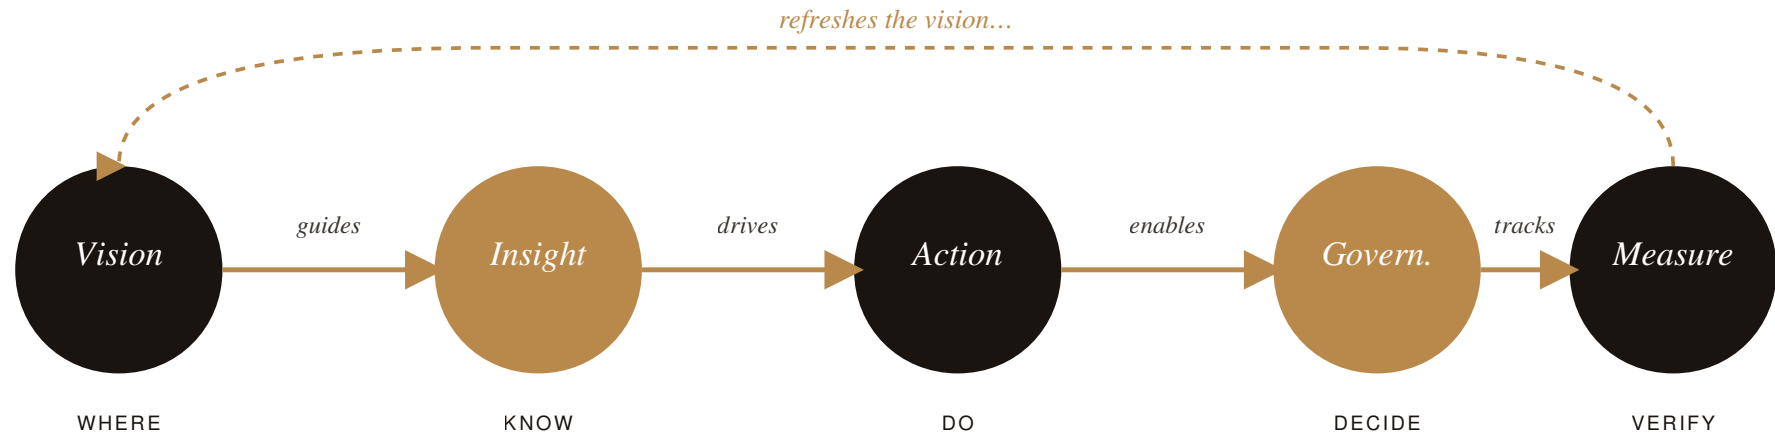 refreshes the vision…
guides
drives
enables
tracks
Vision
Insight
Action
Govern.
Measure
WHERE
KNOW
DO
DECIDE
VERIFY